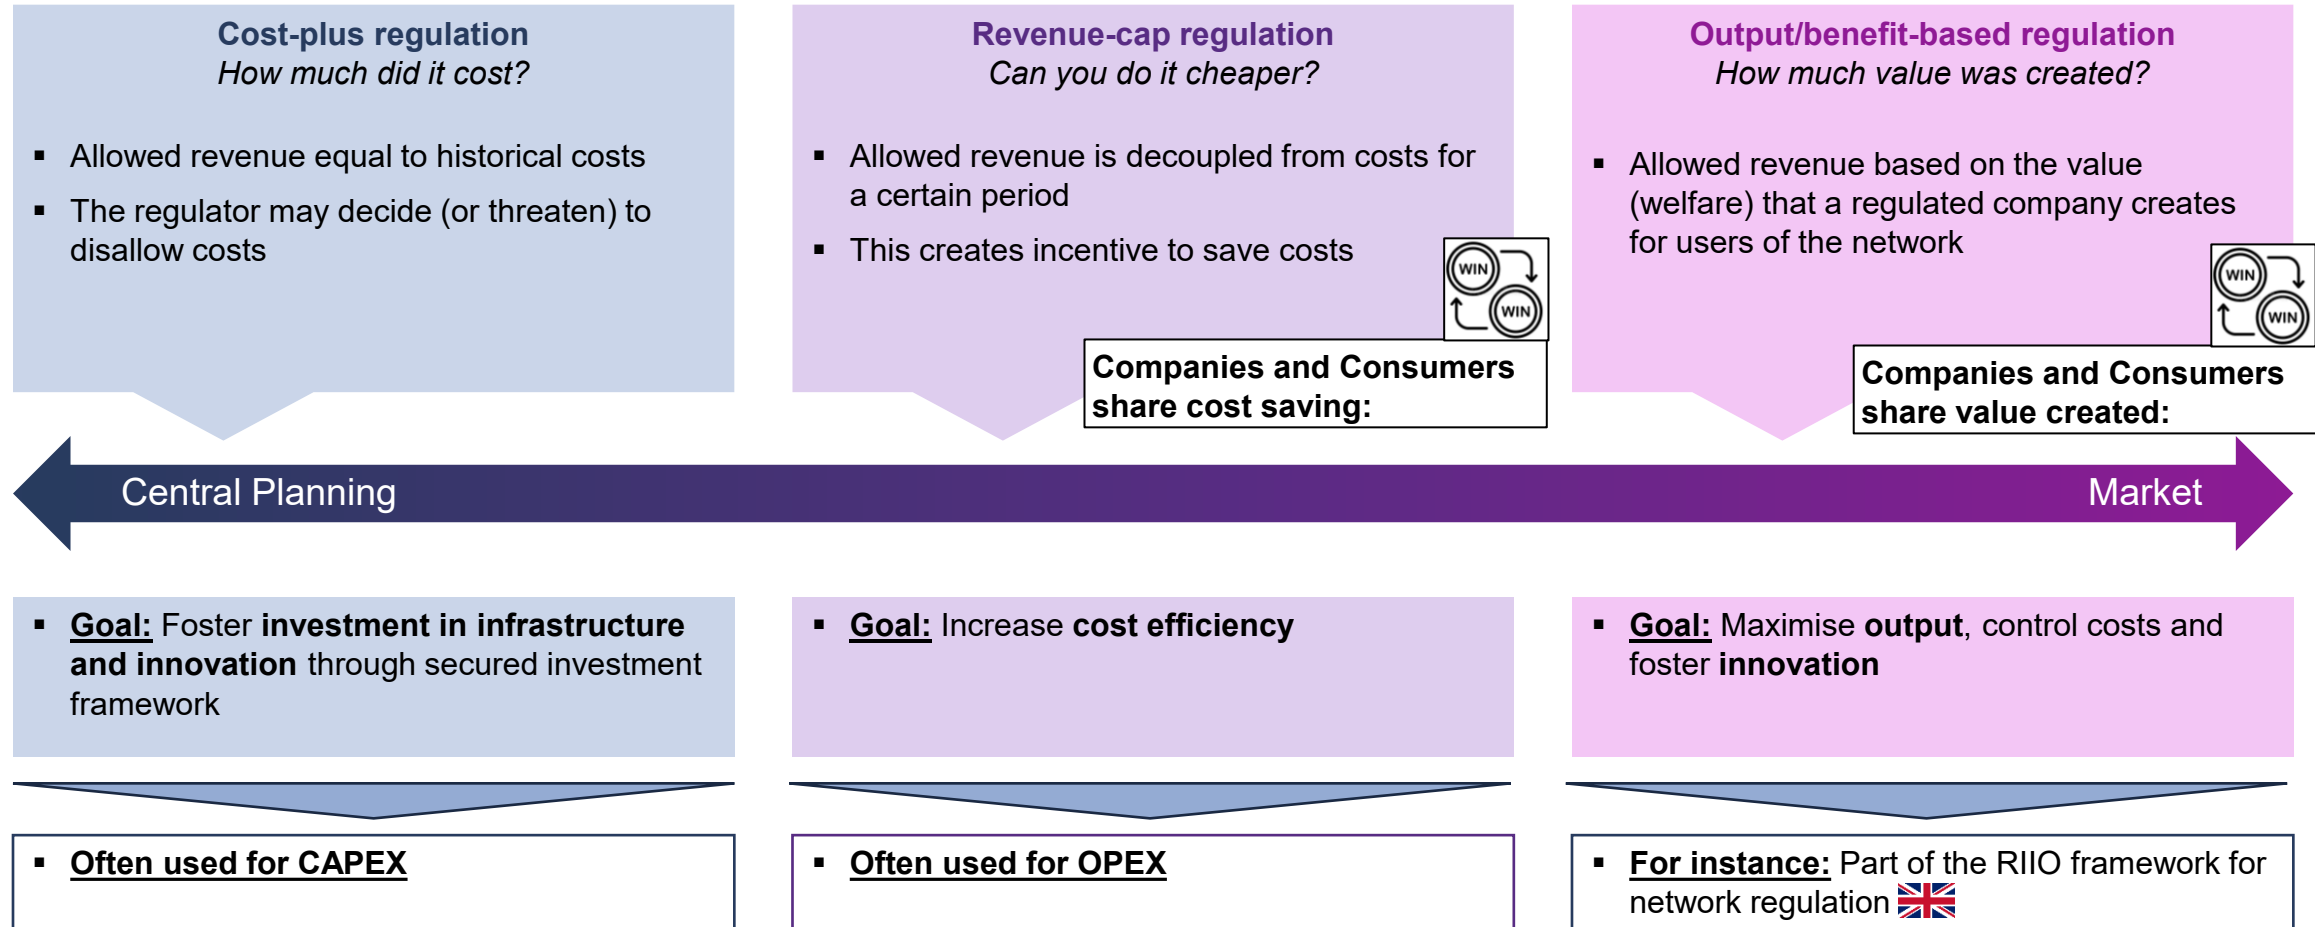 Cost-plus regulation
How much did it cost?
▪ Allowed revenue equal to historical costs
▪ The regulator may decide (or threaten) to
disallow costs
Revenue-cap regulation
Can you do it cheaper?
▪ Allowed revenue is decoupled from costs for
a certain period
▪ This creates incentive to save costs
WIN
WIN
Companies and Consumers
share cost saving:
Output/benefit-based regulation
How much value was created?
▪ Allowed revenue based on the value
(welfare) that a regulated company creates
for users of the network
WIN
WIN
Companies and Consumers
share value created:
Central Planning
Market
▪ Goal: Foster investment in infrastructure
and innovation through secured investment
framework
▪ Goal: Increase cost efficiency
▪ Goal: Maximise output, control costs and
foster innovation
▪ Often used for CAPEX
▪ Often used for OPEX
▪ For instance: Part of the RIIO framework for
network regulation